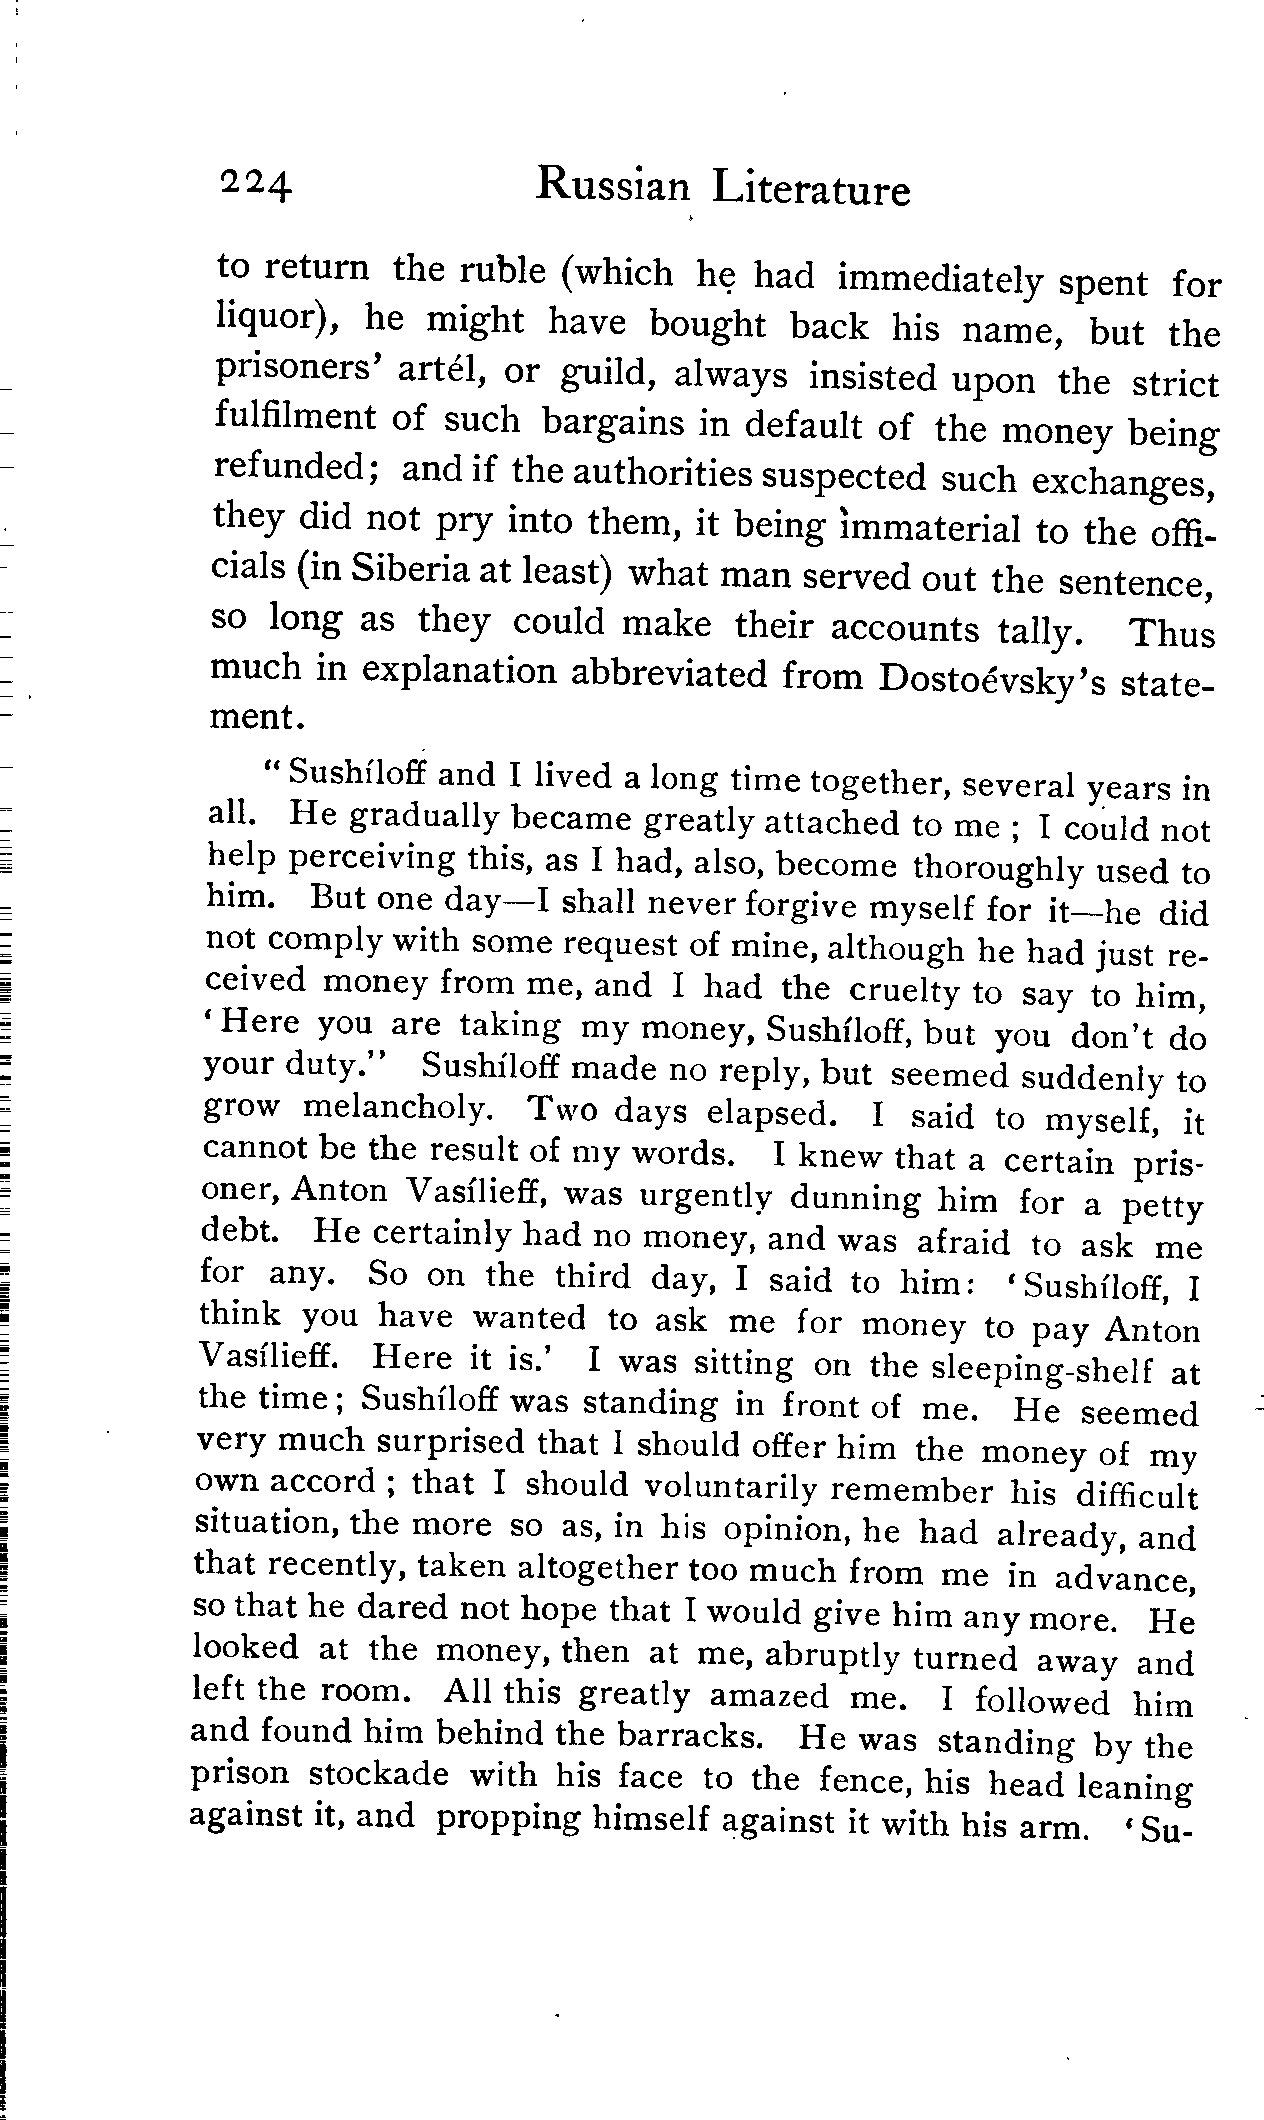 224 Russian Literature
to return the ruble (which he had immediately spent for
liquor), he might have bought back his name, but the
prisoners' artél, or guild, always insisted upon the strict
fulfilment of such bargains in default of the money being
refunded; and if the authorities suspected such exchanges,
they did not pry into them, it being immaterial to the offi-
cials (in Siberia at least) what man served out the sentence,
so long as they could make their accounts tally. Thus
much in explanation abbreviated from Dostoévsky's state-
ment.
"Sushíloff and I lived a long time together, several years in
all. He gradually became greatly attached to me; I could not
help perceiving this, as I had, also, become thoroughly used to
him. But one day—I shall never forgive myself for it—he did
not comply with some request of mine, although he had just re-
ceived money from me, and I had the cruelty to say to him,
'Here you are taking my money, Sushíloff, but you don't do
your duty.'' Sushíloff made no reply, but seemed suddenly to
grow melancholy. Two days elapsed. I said to myself, it
cannot be the result of my words. I knew that a certain pris-
oner, Anton Vasílieff, was urgently dunning him for a petty
debt. He certainly had no money, and was afraid to ask me
for any. So on the third day, I said to him: 'Sushíloff, I
think you have wanted to ask me for money to pay Anton
Vasílieff. Here it is.' I was sitting on the sleeping-shelf at
the time; Sushíloff was standing in front of me. He seemed
very much surprised that I should offer him the money of my
own accord; that I should voluntarily remember his difficult
situation, the more so as, in his opinion, he had already, and
that recently, taken altogether too much from me in advance,
so that he dared not hope that I would give him any more. He
looked at the money, then at me, abruptly turned away and
left the room. All this greatly amazed me. I followed him
and found him behind the barracks. He was standing by the
prison stockade with his face to the fence, his head leaning
against it, and propping himself against it with his arm. 'Su-